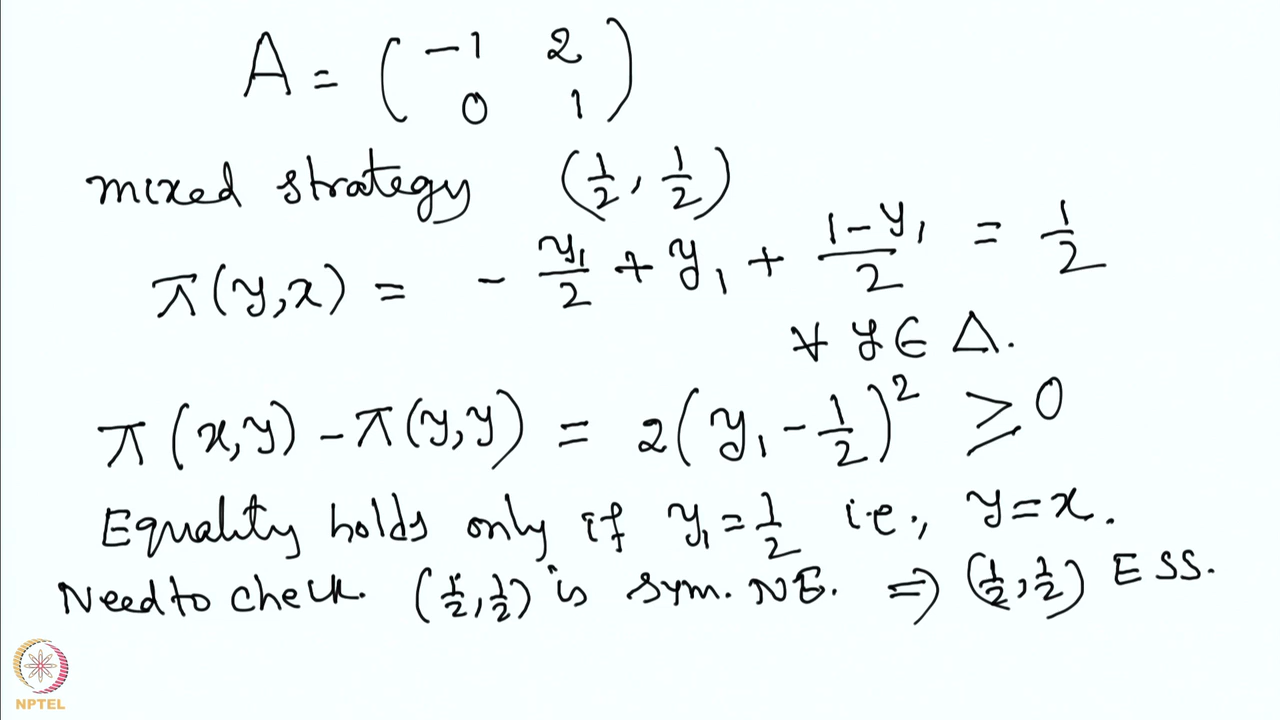 A = ( -1 2
0 1 )
mixed strategy (1/2, 1/2)
π(y,x) = - y₁/2 + y₁ + (1-y₁)/2 = 1/2
∀ y ∈ Δ.
π(x,y) - π(y,y) = 2(y₁ - 1/2)² ≥ 0
Equality holds only if y₁ = 1/2 i.e., y = x.
Need to check. (1/2, 1/2) is sym. NE. ⇒ (1/2, 1/2) ESS.
NPTEL